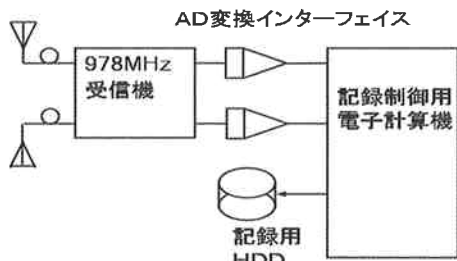 AD変換インターフェイス
978MHz
受信機
記録制御用
電子計算機
記録用
HDD